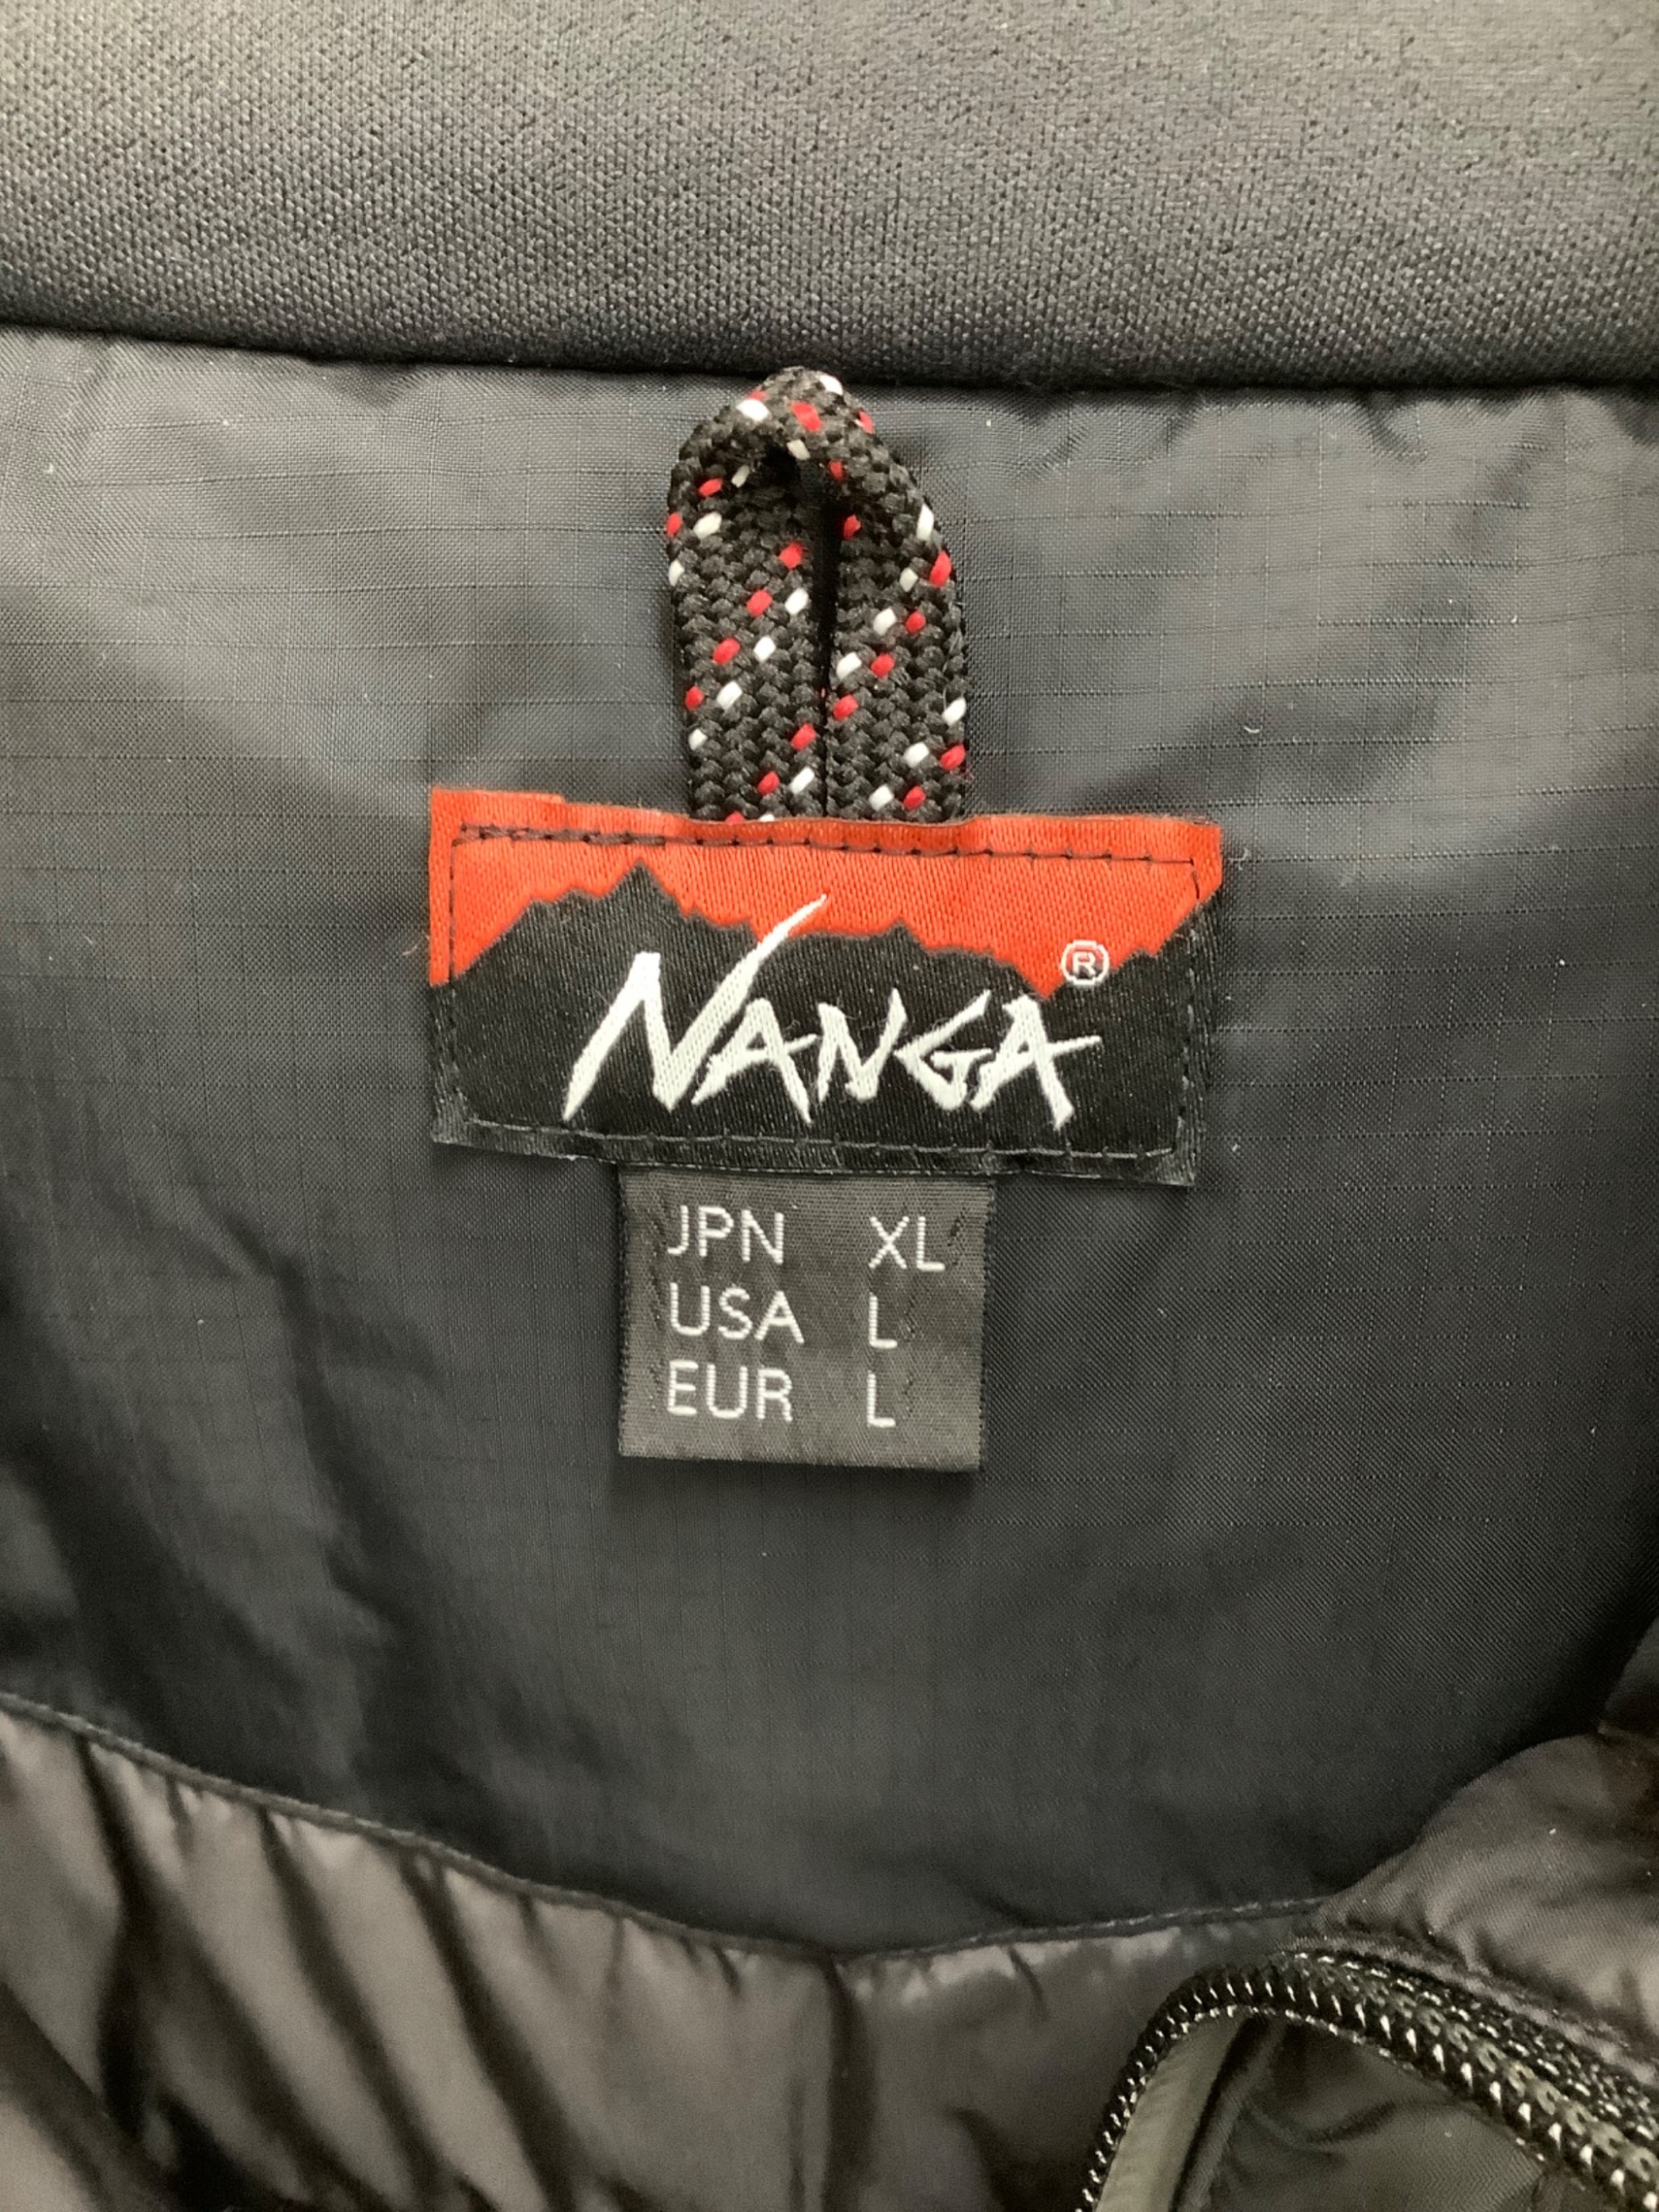 NANGA ®
JPN XL
USA L
EUR L